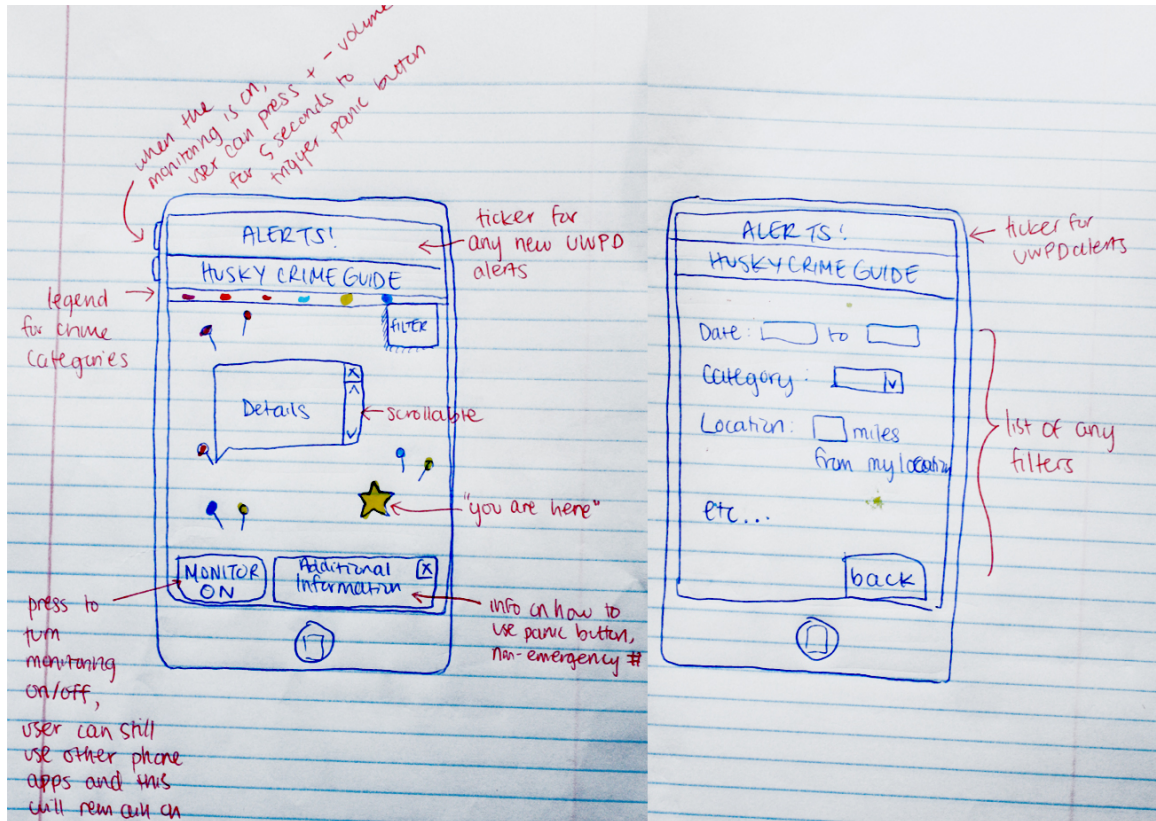 when the
monitoring is on,
user can press + - volume
for 5 seconds to
trigger panic button
ALERTS!
ticker for
any new UWPD
alerts
HUSKY CRIME GUIDE
legend
for crime
categories
FILTER
X
Details
scrollable
"you are here"
MONITOR
ON
Additional
Information
X
press to
turn
monitoring
on/off,
user can still
use other phone
apps and this
will remain on
info on how to
use panic button,
non-emergency #
ALERTS!
ticker for
UWPD alerts
HUSKY CRIME GUIDE
Date: to
Category:
Location: miles
from my location
etc...
list of any
filters
back